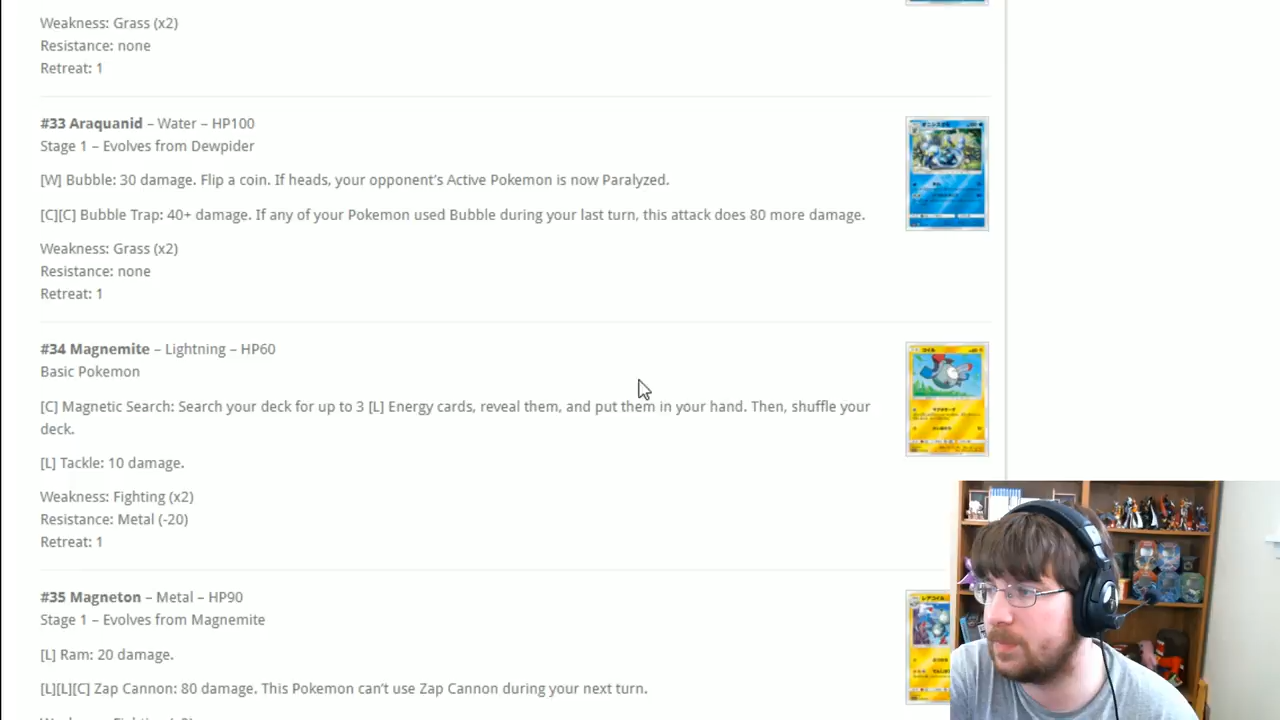 Weakness: Grass (x2)
Resistance: none
Retreat: 1
#33 Araquanid – Water – HP100
Stage 1 – Evolves from Dewpider
[W] Bubble: 30 damage. Flip a coin. If heads, your opponent's Active Pokemon is now Paralyzed.
[C][C] Bubble Trap: 40+ damage. If any of your Pokemon used Bubble during your last turn, this attack does 80 more damage.
Weakness: Grass (x2)
Resistance: none
Retreat: 1
#34 Magnemite – Lightning – HP60
Basic Pokemon
[C] Magnetic Search: Search your deck for up to 3 [L] Energy cards, reveal them, and put them in your hand. Then, shuffle your
deck.
[L] Tackle: 10 damage.
Weakness: Fighting (x2)
Resistance: Metal (-20)
Retreat: 1
#35 Magneton – Metal – HP90
Stage 1 – Evolves from Magnemite
[L] Ram: 20 damage.
[L][L][C] Zap Cannon: 80 damage. This Pokemon can't use Zap Cannon during your next turn.